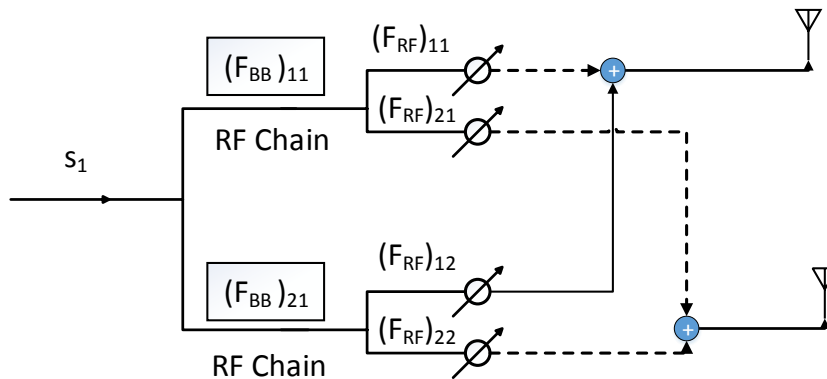 (F_RF)_11
(F_BB)_11
(F_RF)_21
RF Chain
+
s_1
(F_RF)_12
(F_BB)_21
(F_RF)_22
+
RF Chain